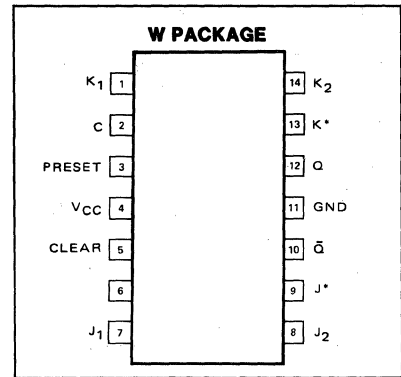 W PACKAGE
K₁ 1
C 2
PRESET 3
VCC 4
CLEAR 5
6
J₁ 7
14 K₂
13 K*
12 Q
11 GND
10 Q̄
9 J*
8 J₂